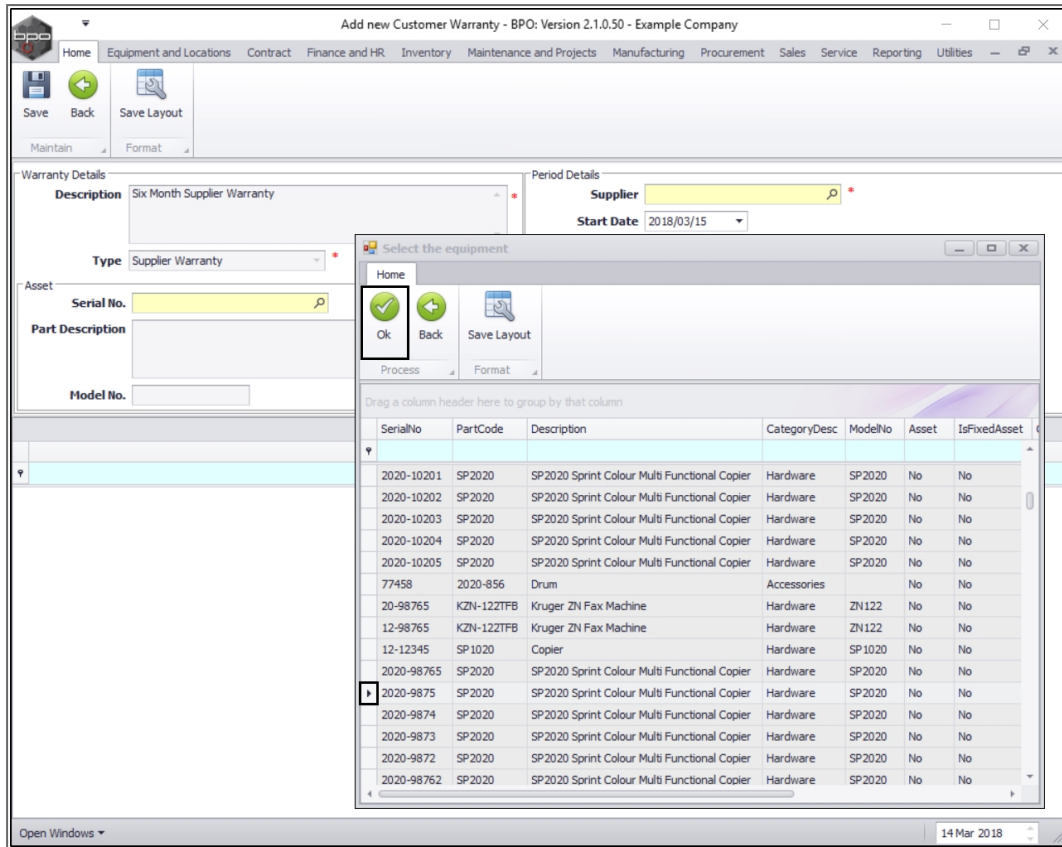 Add new Customer Warranty - BPO: Version 2.1.0.50 - Example Company
bpo
Home Equipment and Locations Contract Finance and HR Inventory Maintenance and Projects Manufacturing Procurement Sales Service Reporting Utilities
Save Back Save Layout
Maintain Format
Warranty Details
Description Six Month Supplier Warranty *
Type Supplier Warranty *
Asset
Serial No.
Part Description
Model No.
Period Details
Supplier *
Start Date 2018/03/15
Select the equipment
Home
Ok Back Save Layout
Process Format
Drag a column header here to group by that column
SerialNo PartCode Description CategoryDesc ModelNo Asset IsFixedAsset
2020-10201 SP2020 SP2020 Sprint Colour Multi Functional Copier Hardware SP2020 No No
2020-10202 SP2020 SP2020 Sprint Colour Multi Functional Copier Hardware SP2020 No No
2020-10203 SP2020 SP2020 Sprint Colour Multi Functional Copier Hardware SP2020 No No
2020-10204 SP2020 SP2020 Sprint Colour Multi Functional Copier Hardware SP2020 No No
2020-10205 SP2020 SP2020 Sprint Colour Multi Functional Copier Hardware SP2020 No No
77458 2020-856 Drum Accessories No No
20-98765 KZN-122TFB Kruger ZN Fax Machine Hardware ZN122 No No
12-98765 KZN-122TFB Kruger ZN Fax Machine Hardware ZN122 No No
12-12345 SP1020 Copier Hardware SP1020 No No
2020-98765 SP2020 SP2020 Sprint Colour Multi Functional Copier Hardware SP2020 No No
2020-9875 SP2020 SP2020 Sprint Colour Multi Functional Copier Hardware SP2020 No No
2020-9874 SP2020 SP2020 Sprint Colour Multi Functional Copier Hardware SP2020 No No
2020-9873 SP2020 SP2020 Sprint Colour Multi Functional Copier Hardware SP2020 No No
2020-9872 SP2020 SP2020 Sprint Colour Multi Functional Copier Hardware SP2020 No No
2020-98762 SP2020 SP2020 Sprint Colour Multi Functional Copier Hardware SP2020 No No
Open Windows 14 Mar 2018